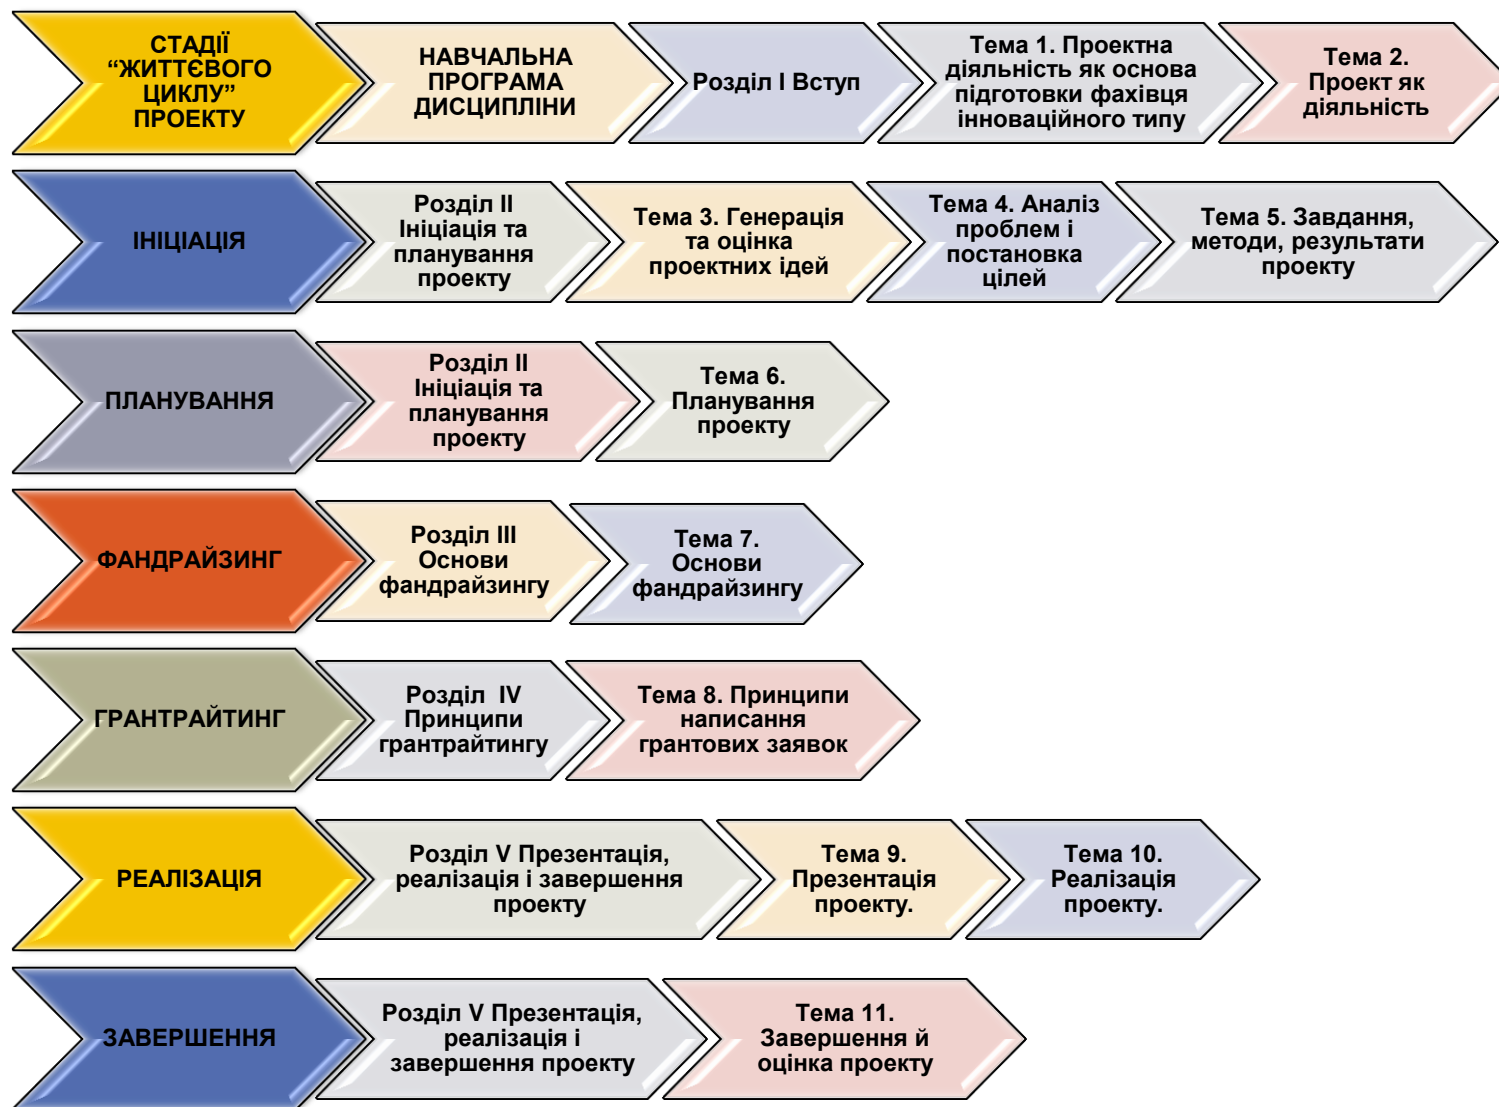 СТАДІЇ
“ЖИТТЄВОГО
ЦИКЛУ”
ПРОЕКТУ
НАВЧАЛЬНА
ПРОГРАМА
ДИСЦИПЛІНИ
Розділ І Вступ
Тема 1. Проектна
діяльність як основа
підготовки фахівця
інноваційного типу
Тема 2.
Проект як
діяльність
ІНІЦІАЦІЯ
Розділ ІІ
Ініціація та
планування
проекту
Тема 3. Генерація
та оцінка
проектних ідей
Тема 4. Аналіз
проблем і
постановка
цілей
Тема 5. Завдання,
методи, результати
проекту
ПЛАНУВАННЯ
Розділ ІІ
Ініціація та
планування
проекту
Тема 6.
Планування
проекту
ФАНДРАЙЗИНГ
Розділ ІІІ
Основи
фандрайзингу
Тема 7.
Основи
фандрайзингу
ГРАНТРАЙТИНГ
Розділ IV
Принципи
грантрайтингу
Тема 8. Принципи
написання
грантових заявок
РЕАЛІЗАЦІЯ
Розділ V Презентація,
реалізація і завершення
проекту
Тема 9.
Презентація
проекту.
Тема 10.
Реалізація
проекту.
ЗАВЕРШЕННЯ
Розділ V Презентація,
реалізація і
завершення проекту
Тема 11.
Завершення й
оцінка проекту